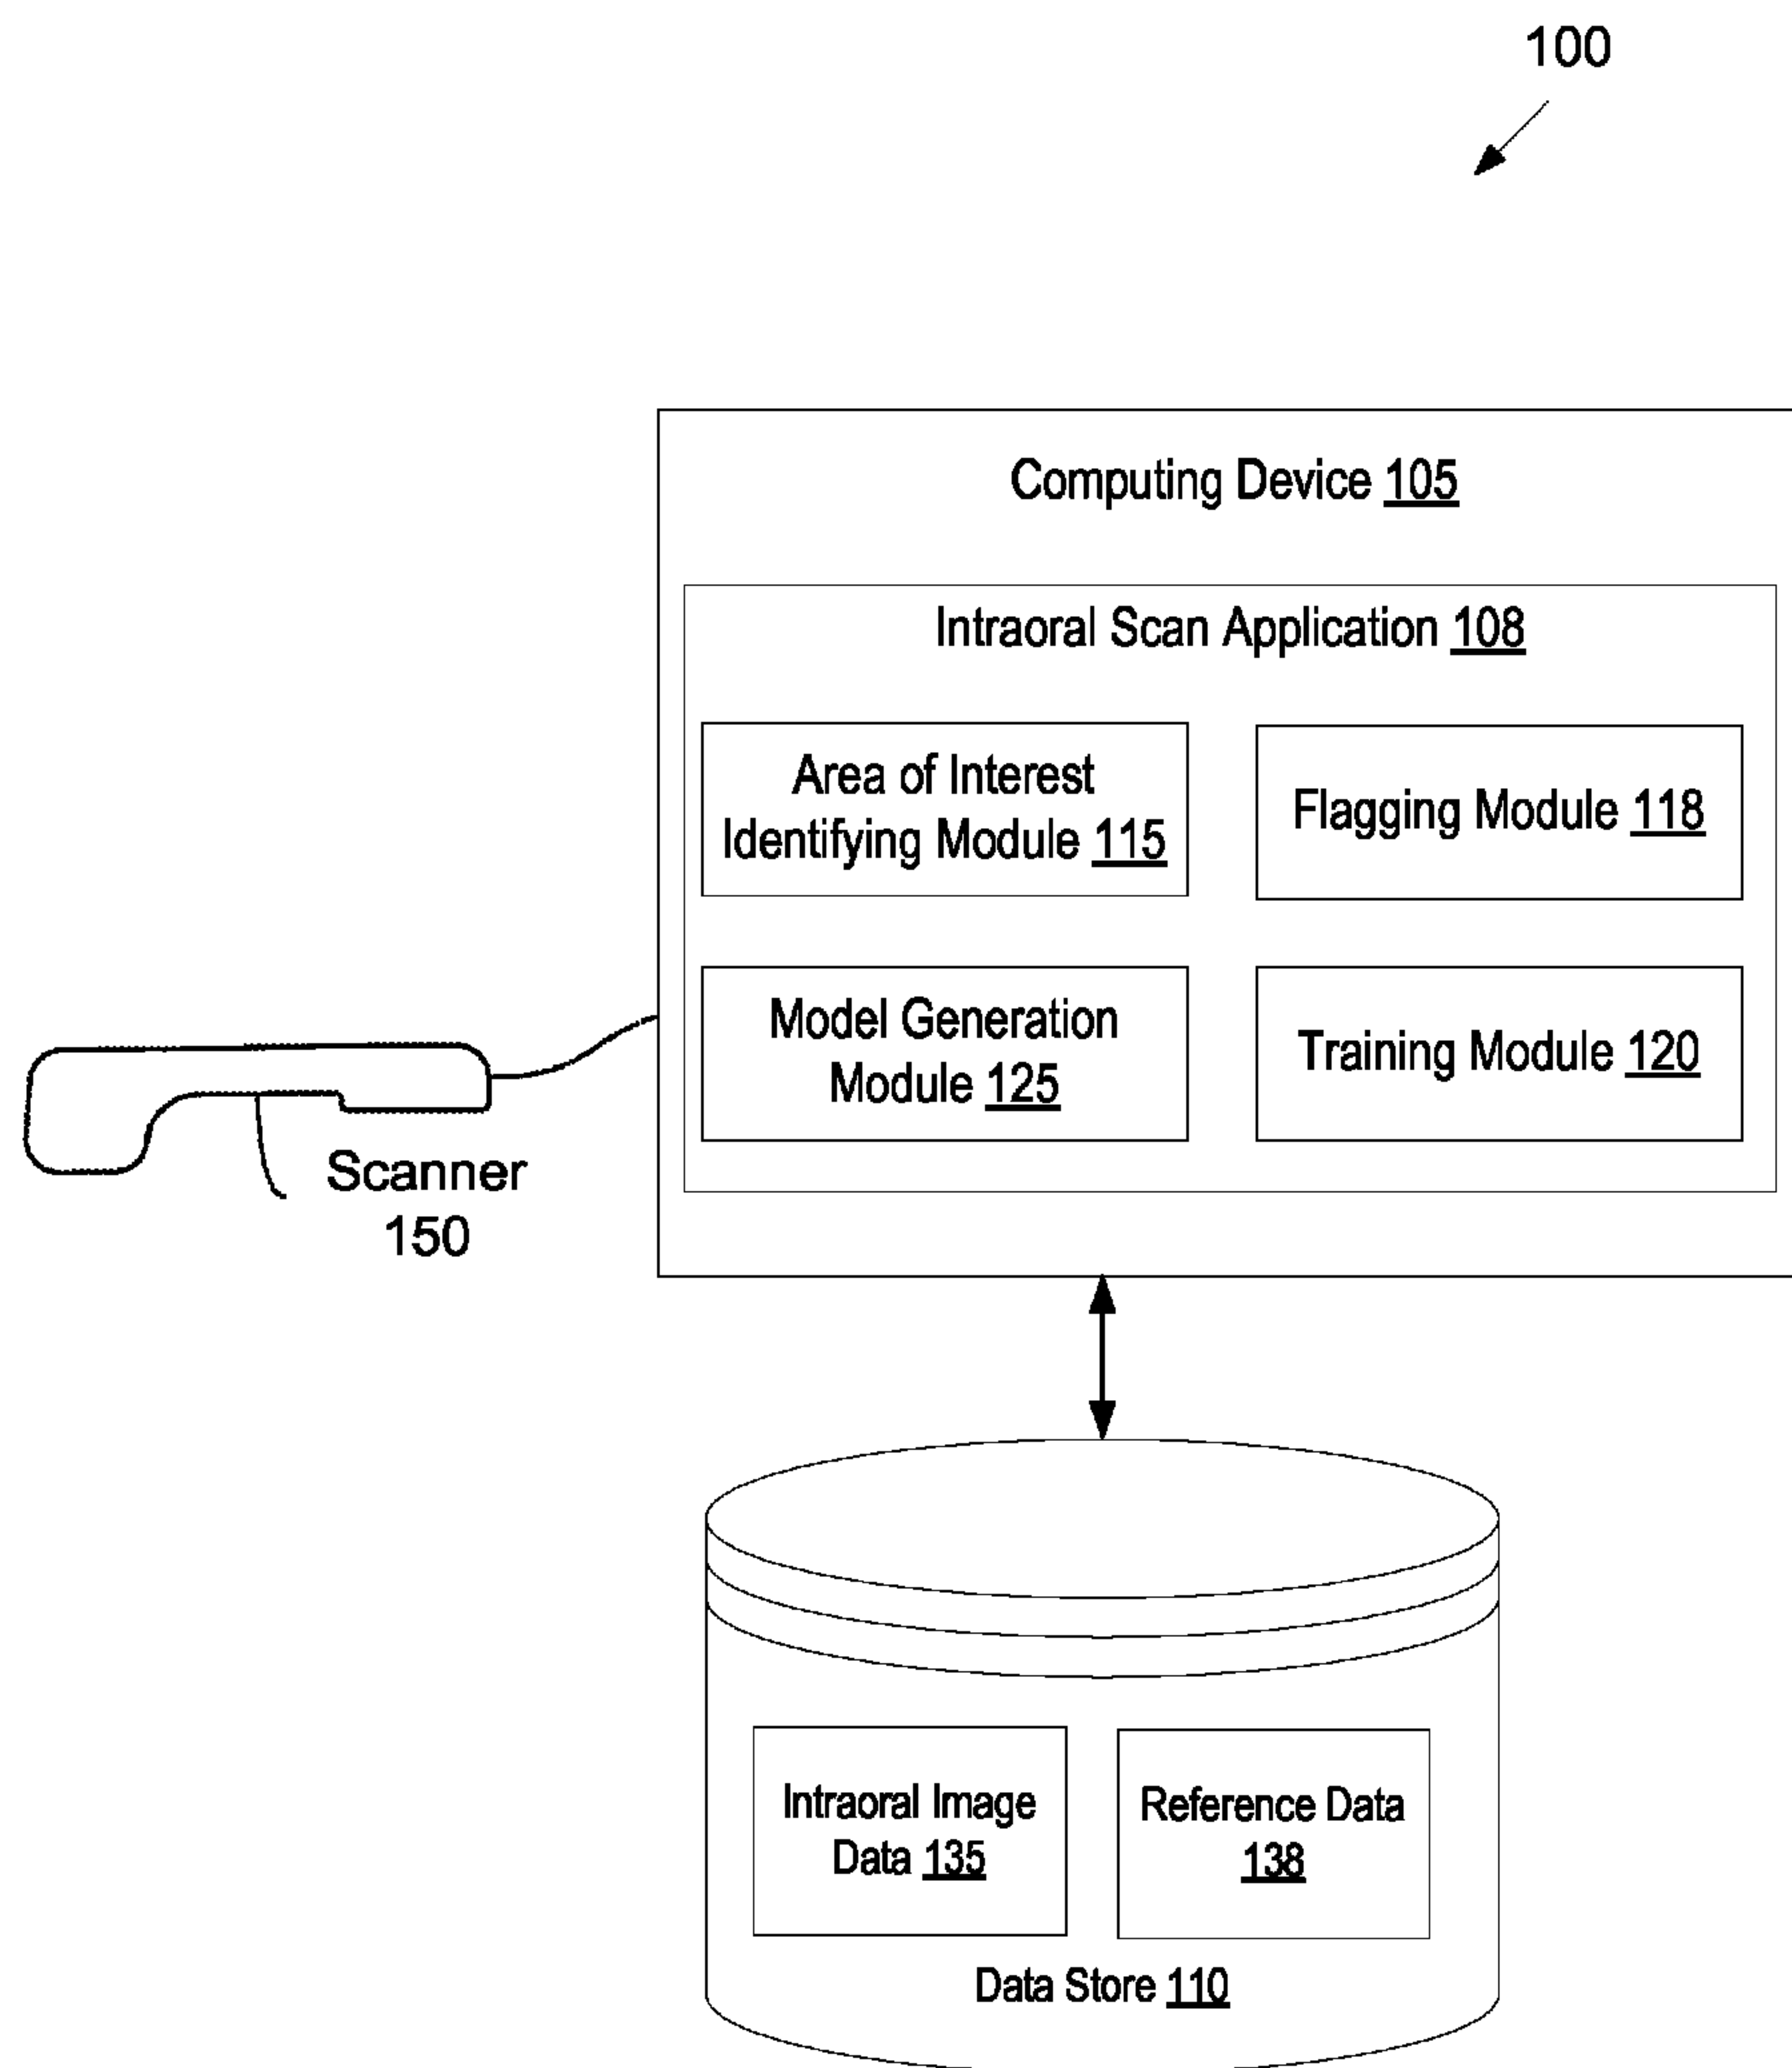 100
Computing Device 105
Intraoral Scan Application 108
Area of Interest
Identifying Module 115
Flagging Module 118
Model Generation
Module 125
Training Module 120
Scanner
150
Intraoral Image
Data 135
Reference Data
138
Data Store 110